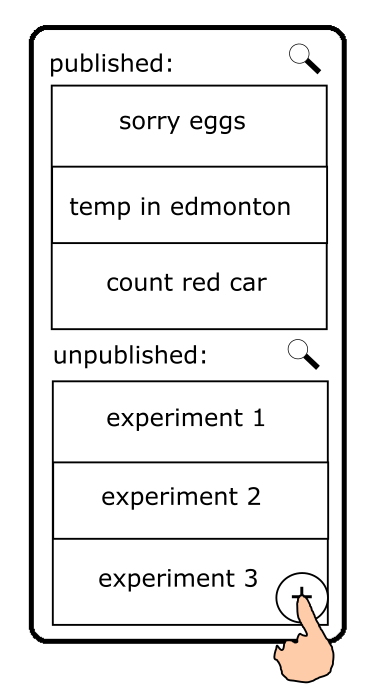 published:
sorry eggs
temp in edmonton
count red car
unpublished:
experiment 1
experiment 2
experiment 3
+